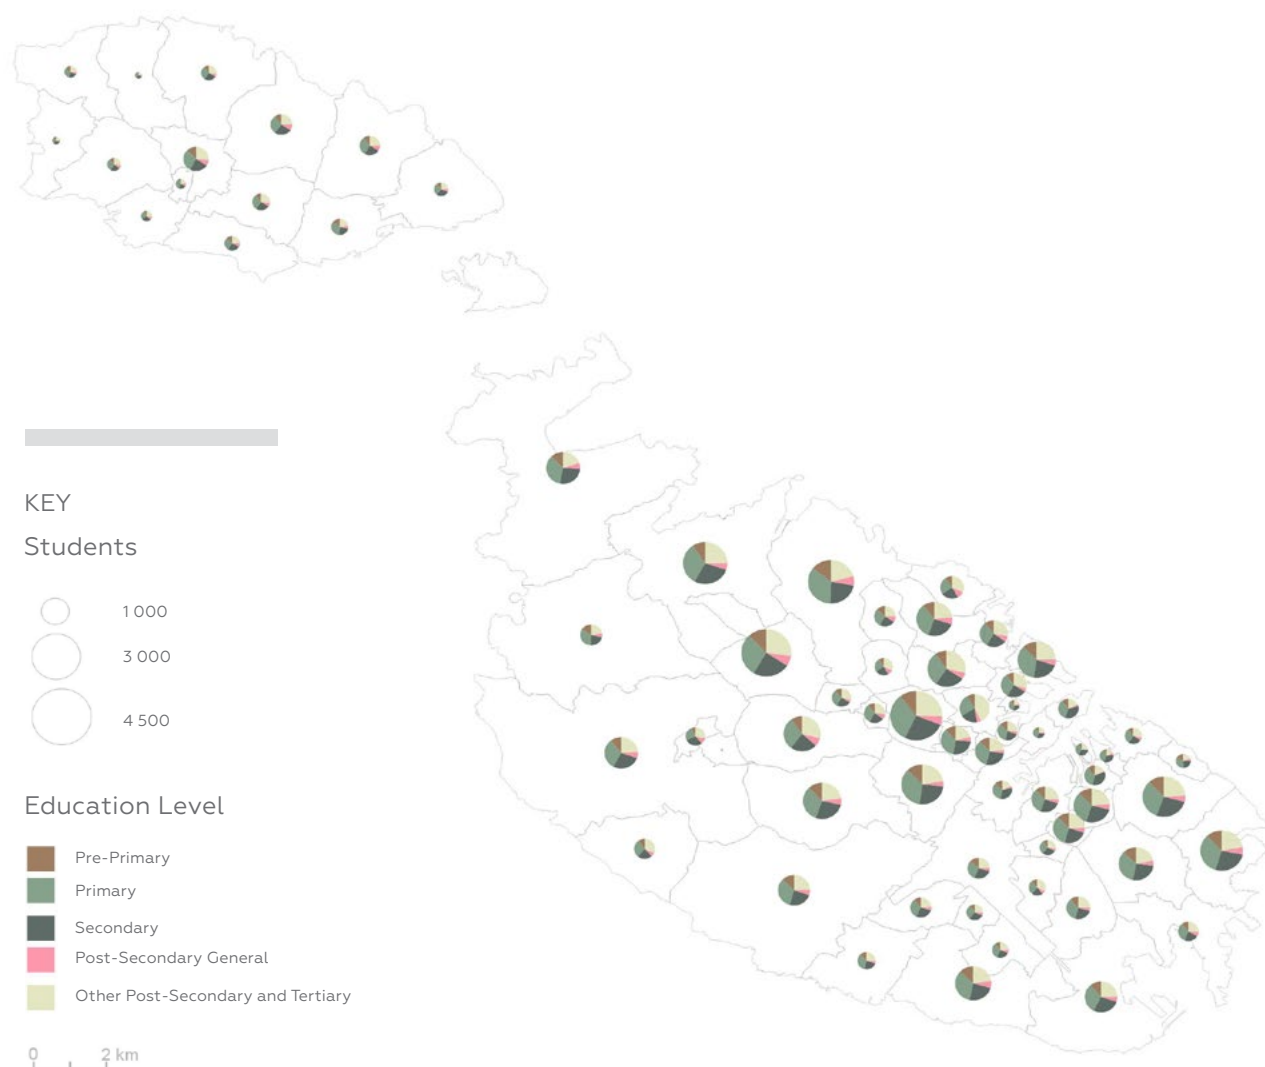 KEY
Students
1 000
3 000
4 500
Education Level
Pre-Primary
Primary
Secondary
Post-Secondary General
Other Post-Secondary and Tertiary
0 2 km